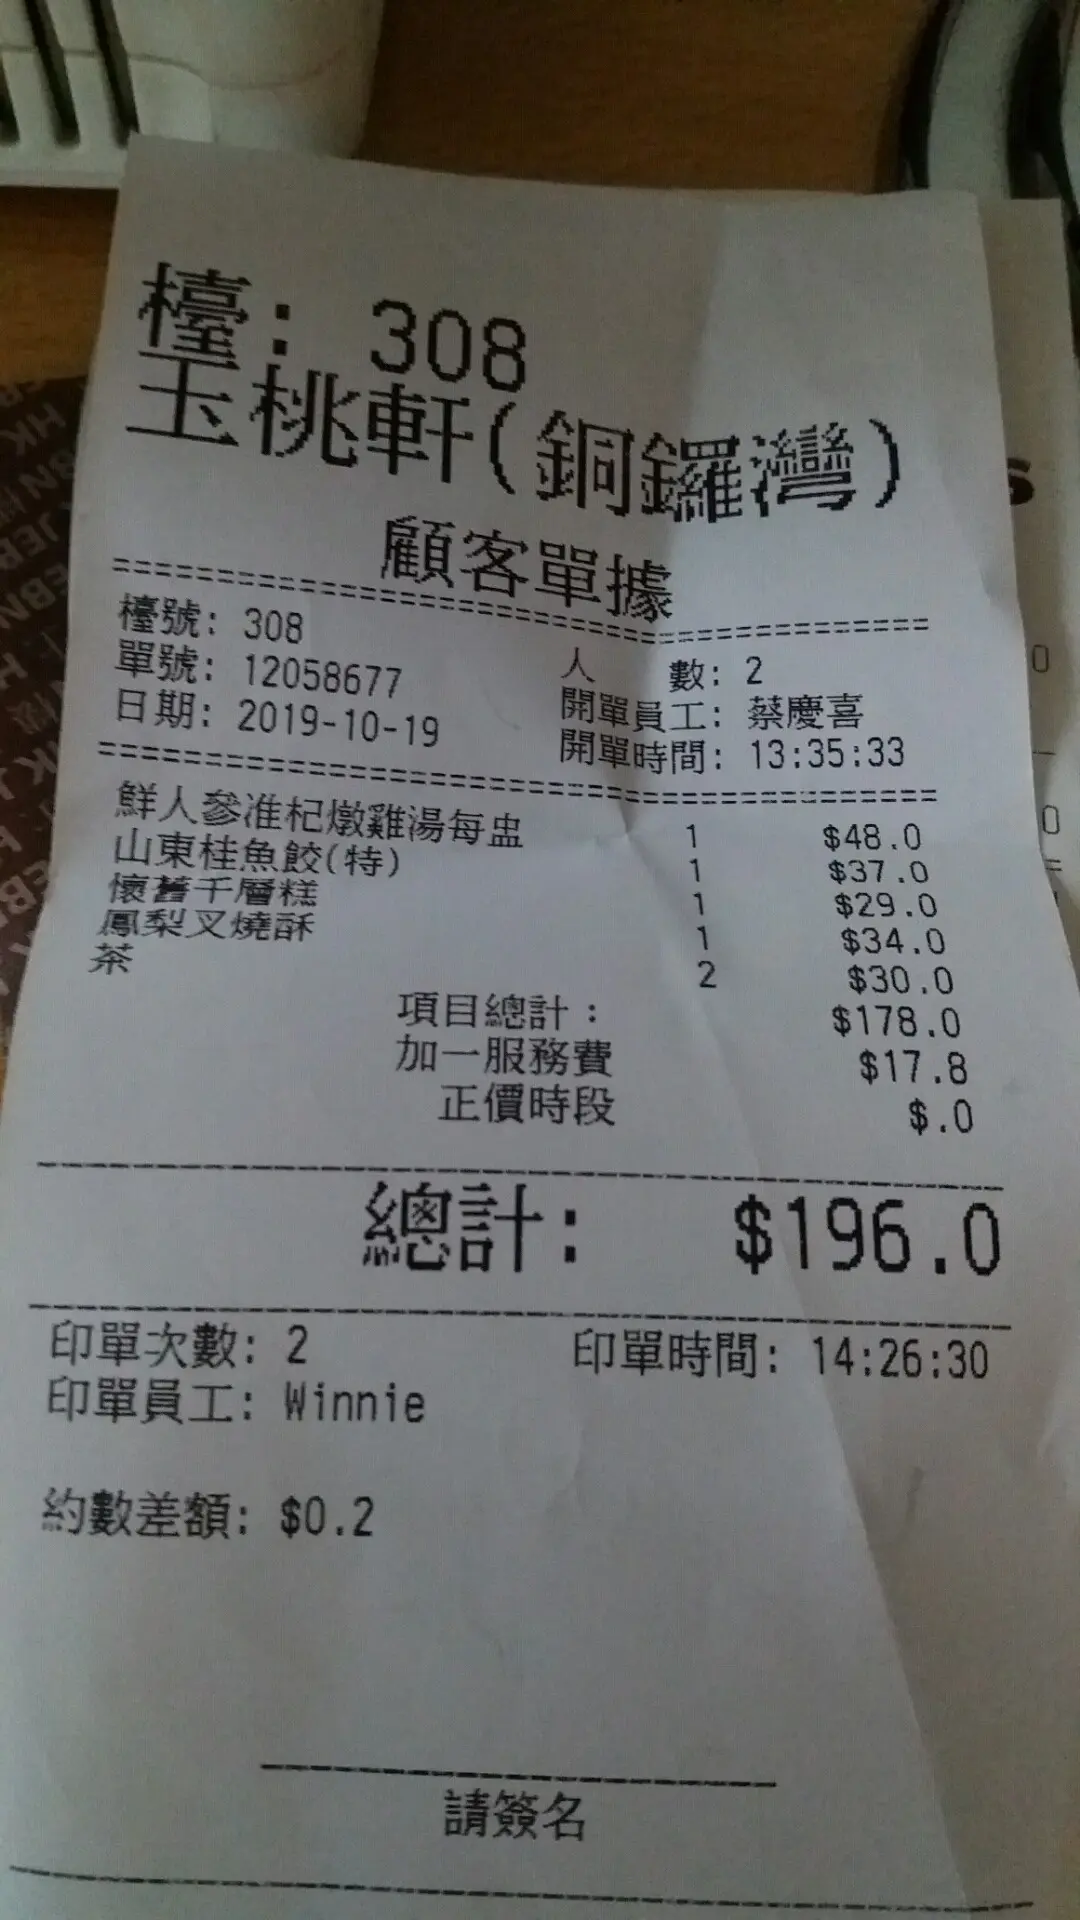 檯: 308
玉桃軒(銅鑼灣)
顧客單據
檯號: 308
人 數: 2
單號: 12058677
開單員工: 蔡慶喜
日期: 2019-10-19
開單時間: 13:35:33
鮮人參淮杞燉雞湯每盅 1 $48.0
山東桂魚餃(特) 1 $37.0
懷舊千層糕 1 $29.0
鳳梨叉燒酥 1 $34.0
茶 2 $30.0
項目總計: $178.0
加一服務費 $17.8
正價時段 $.0
總計: $196.0
印單次數: 2 印單時間: 14:26:30
印單員工: Winnie
約數差額: $0.2
請簽名